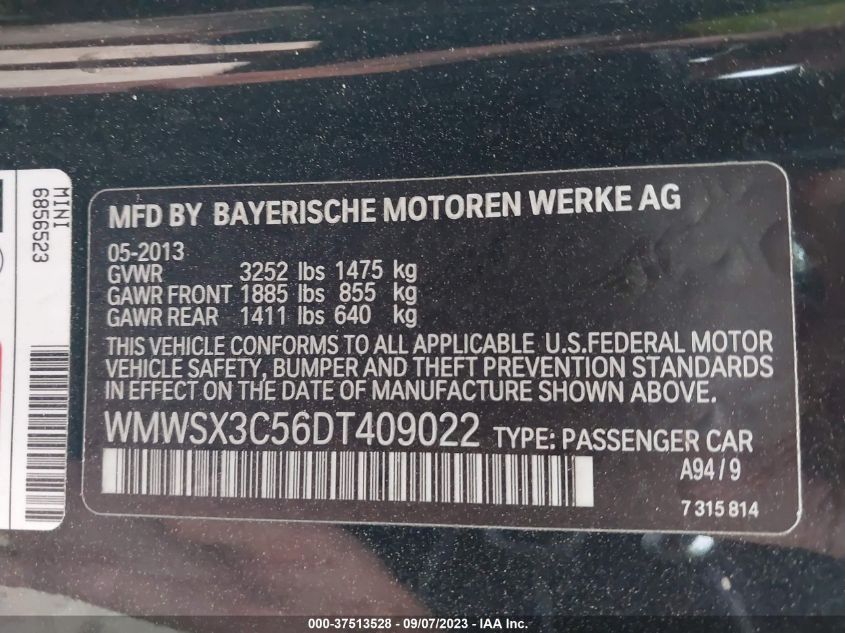 MINI
6856523
MFD BY BAYERISCHE MOTOREN WERKE AG
05-2013
GVWR 3252 lbs 1475 kg
GAWR FRONT 1885 lbs 855 kg
GAWR REAR 1411 lbs 640 kg
THIS VEHICLE CONFORMS TO ALL APPLICABLE U.S.FEDERAL MOTOR
VEHICLE SAFETY, BUMPER AND THEFT PREVENTION STANDARDS
IN EFFECT ON THE DATE OF MANUFACTURE SHOWN ABOVE.
WMWSX3C56DT409022 TYPE: PASSENGER CAR
A94/9
7 315 814
000-37513528 - 09/07/2023 - IAA Inc.